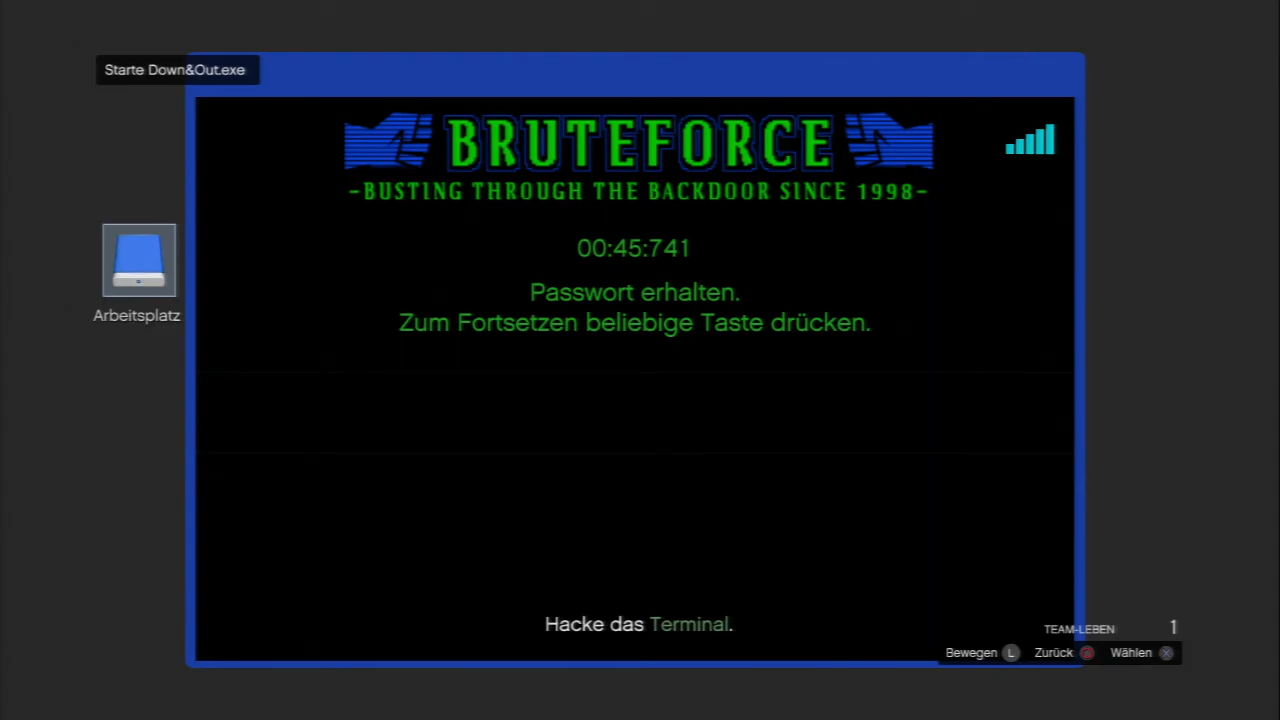 Starte Down&Out.exe
BRUTEFORCE
-BUSTING THROUGH THE BACKDOOR SINCE 1998-
00:45:741
Passwort erhalten.
Zum Fortsetzen beliebige Taste drücken.
Arbeitsplatz
Hacke das Terminal.
TEAM-LEBEN 1
Bewegen L Zurück Wählen